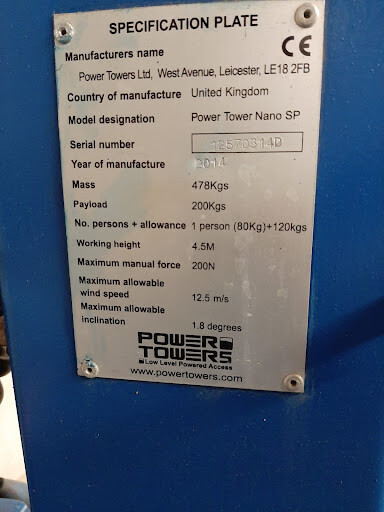 SPECIFICATION PLATE
Manufacturers name CE
Power Towers Ltd, West Avenue, Leicester, LE18 2FB
Country of manufacture United Kingdom
Model designation Power Tower Nano SP
Serial number 12570314D
Year of manufacture 2014
Mass 478Kgs
Payload 200Kgs
No. persons + allowance 1 person (80Kg)+120kgs
Working height 4.5M
Maximum manual force 200N
Maximum allowable
wind speed 12.5 m/s
Maximum allowable
inclination 1.8 degrees
POWER
TOWERS
Low Level Powered Access
www.powertowers.com